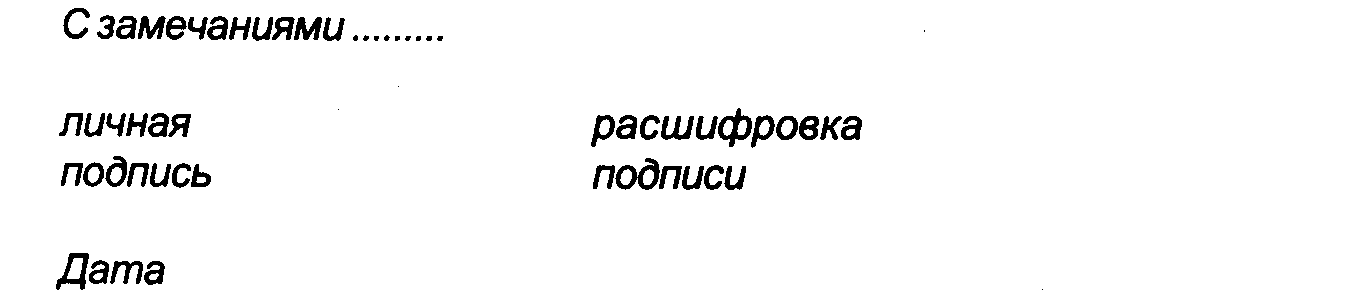 С замечаниями .........
личная расшифровка
подпись подписи
Дата